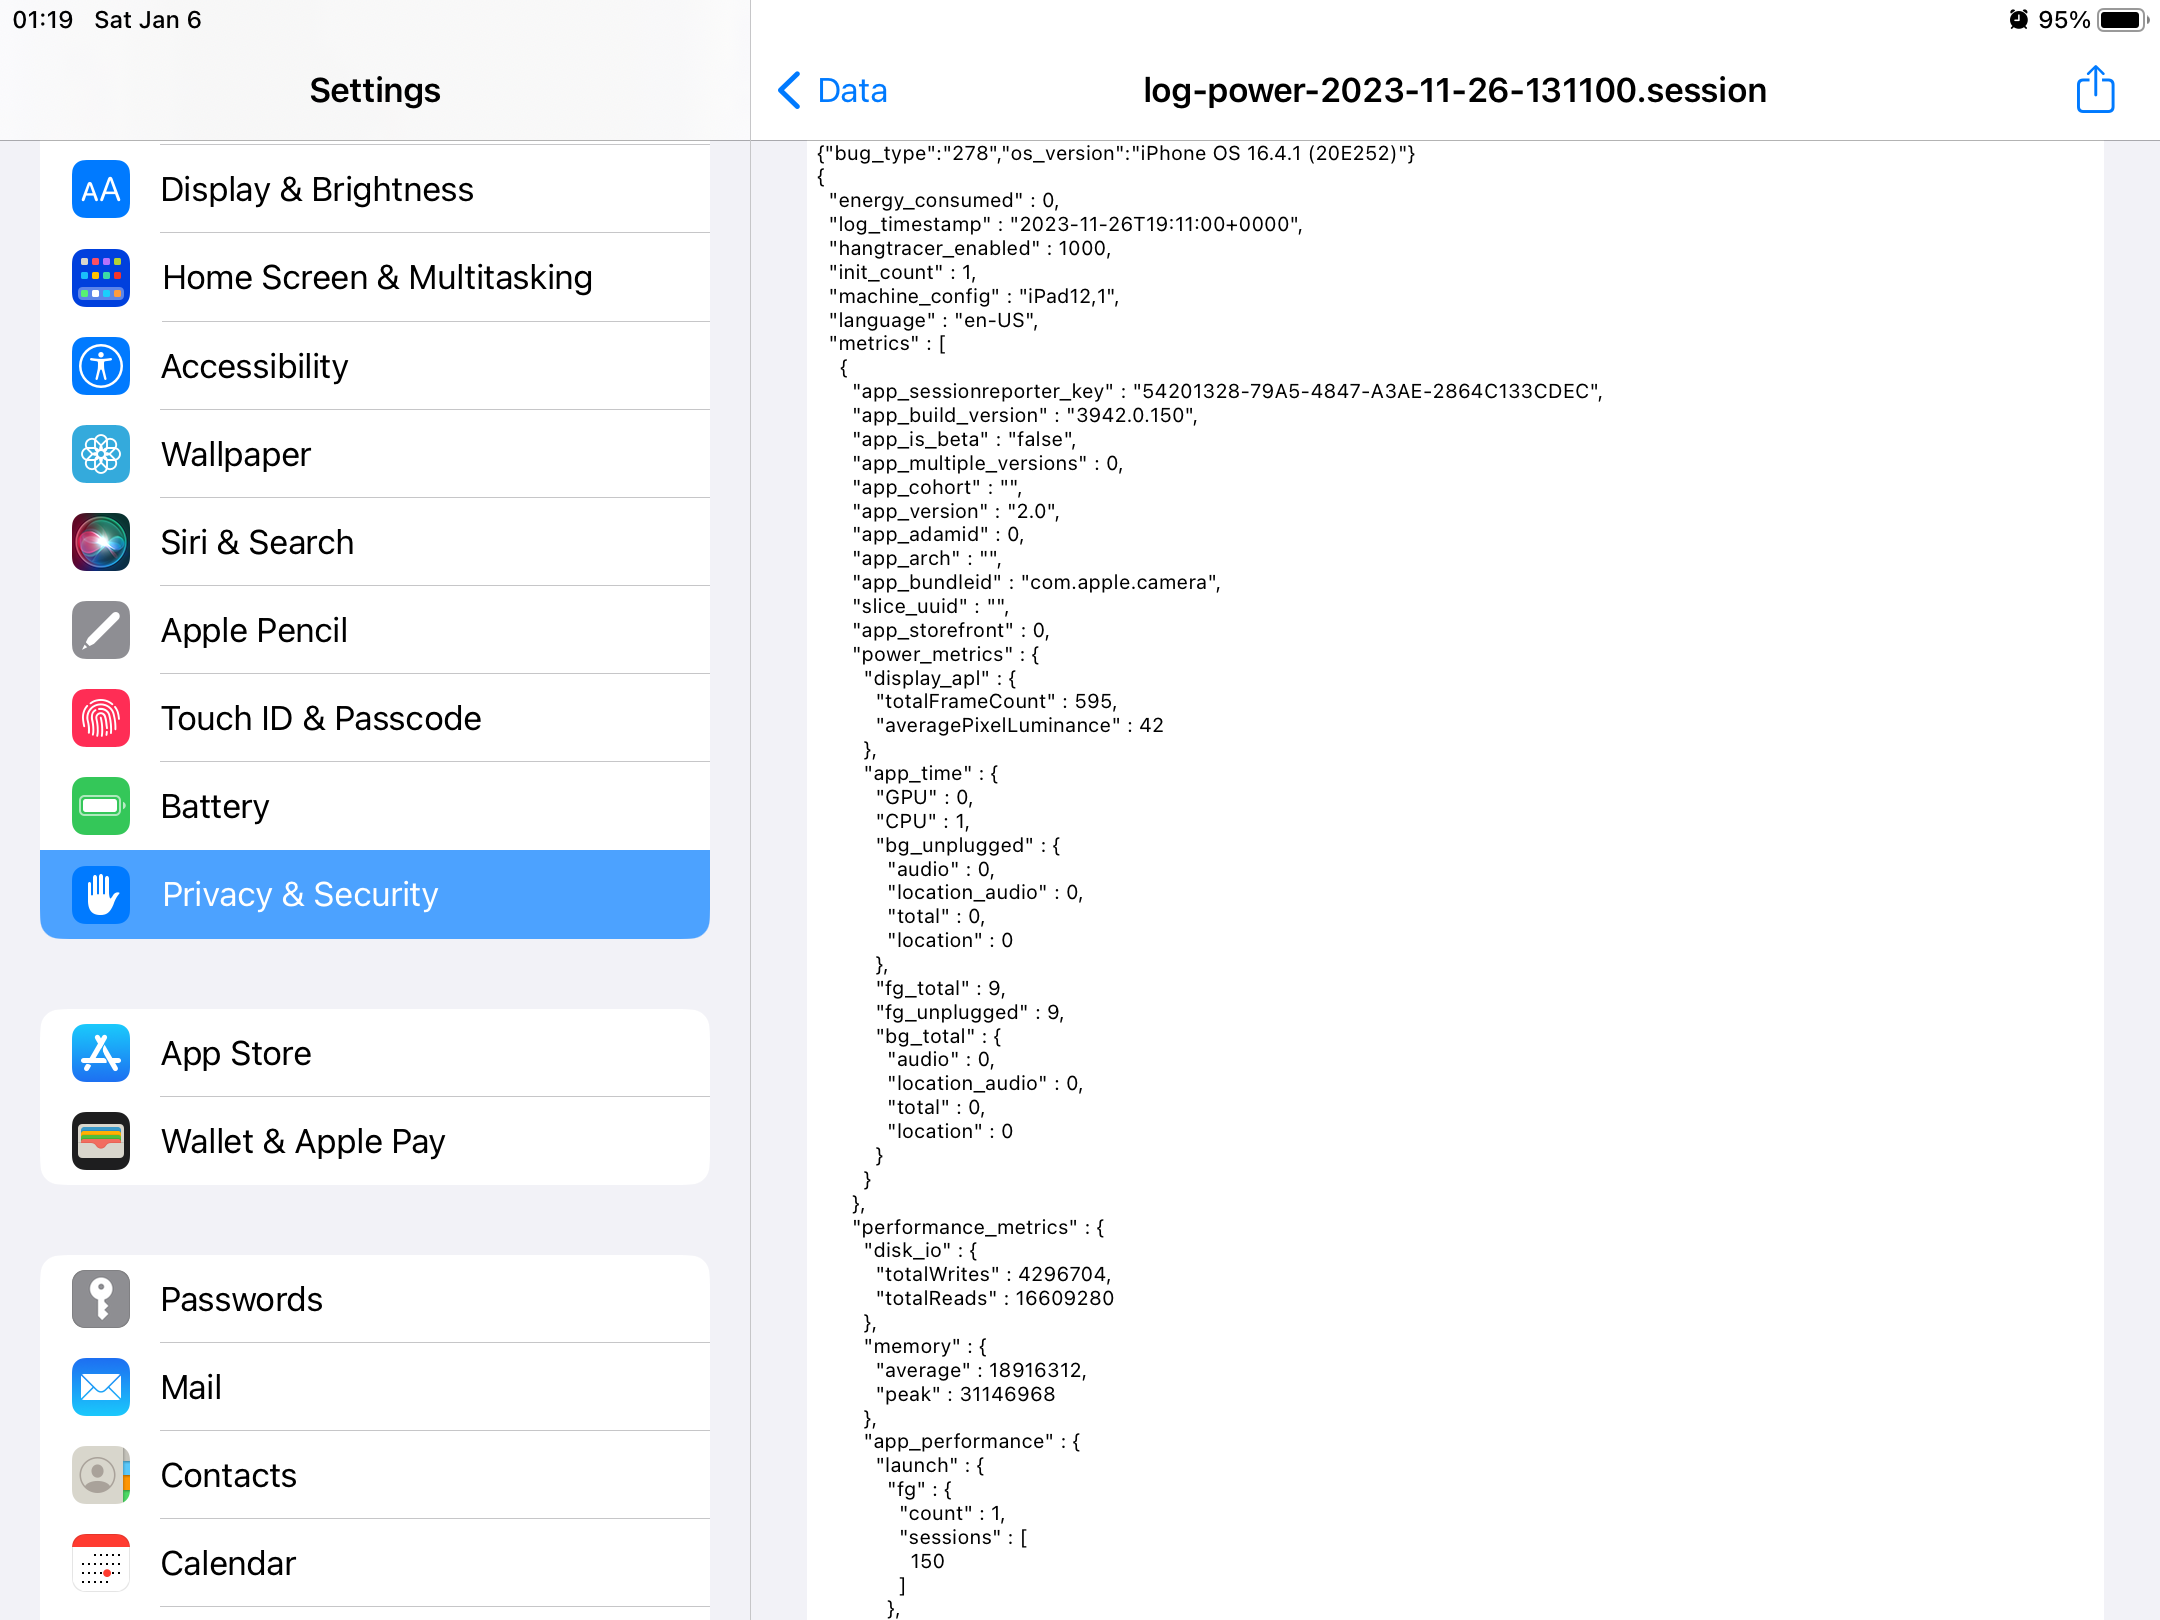 01:19 Sat Jan 6
95%
Settings
Display & Brightness
Home Screen & Multitasking
Accessibility
Wallpaper
Siri & Search
Apple Pencil
Touch ID & Passcode
Battery
Privacy & Security
App Store
Wallet & Apple Pay
Passwords
Mail
Contacts
Calendar
Data
log-power-2023-11-26-131100.session
{"bug_type":"278","os_version":"iPhone OS 16.4.1 (20E252)"}
{
"energy_consumed" : 0,
"log_timestamp" : "2023-11-26T19:11:00+0000",
"hangtracer_enabled" : 1000,
"init_count" : 1,
"machine_config" : "iPad12,1",
"language" : "en-US",
"metrics" : [
{
"app_sessionreporter_key" : "54201328-79A5-4847-A3AE-2864C133CDEC",
"app_build_version" : "3942.0.150",
"app_is_beta" : "false",
"app_multiple_versions" : 0,
"app_cohort" : "",
"app_version" : "2.0",
"app_adamid" : 0,
"app_arch" : "",
"app_bundleid" : "com.apple.camera",
"slice_uuid" : "",
"app_storefront" : 0,
"power_metrics" : {
"display_apl" : {
"totalFrameCount" : 595,
"averagePixelLuminance" : 42
},
"app_time" : {
"GPU" : 0,
"CPU" : 1,
"bg_unplugged" : {
"audio" : 0,
"location_audio" : 0,
"total" : 0,
"location" : 0
},
"fg_total" : 9,
"fg_unplugged" : 9,
"bg_total" : {
"audio" : 0,
"location_audio" : 0,
"total" : 0,
"location" : 0
}
}
},
"performance_metrics" : {
"disk_io" : {
"totalWrites" : 4296704,
"totalReads" : 16609280
},
"memory" : {
"average" : 18916312,
"peak" : 31146968
},
"app_performance" : {
"launch" : {
"fg" : {
"count" : 1,
"sessions" : [
150
]
},